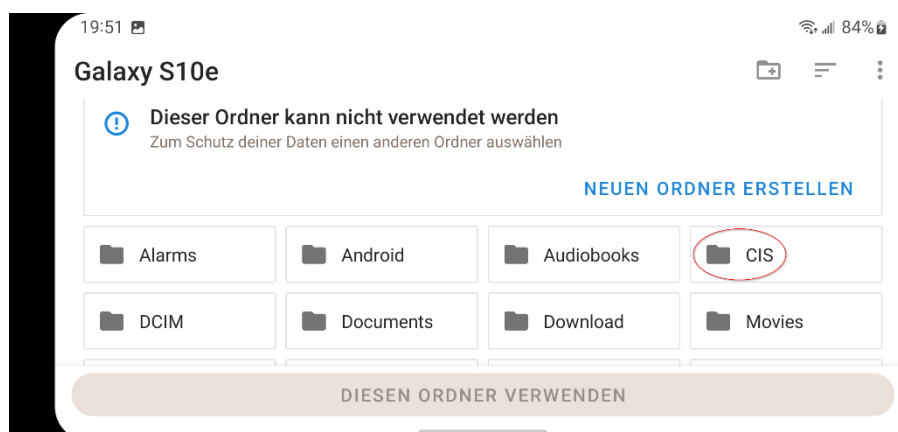 19:51 84%
Galaxy S10e
Dieser Ordner kann nicht verwendet werden
Zum Schutz deiner Daten einen anderen Ordner auswählen
NEUEN ORDNER ERSTELLEN
Alarms Android Audiobooks CIS
DCIM Documents Download Movies
DIESEN ORDNER VERWENDEN